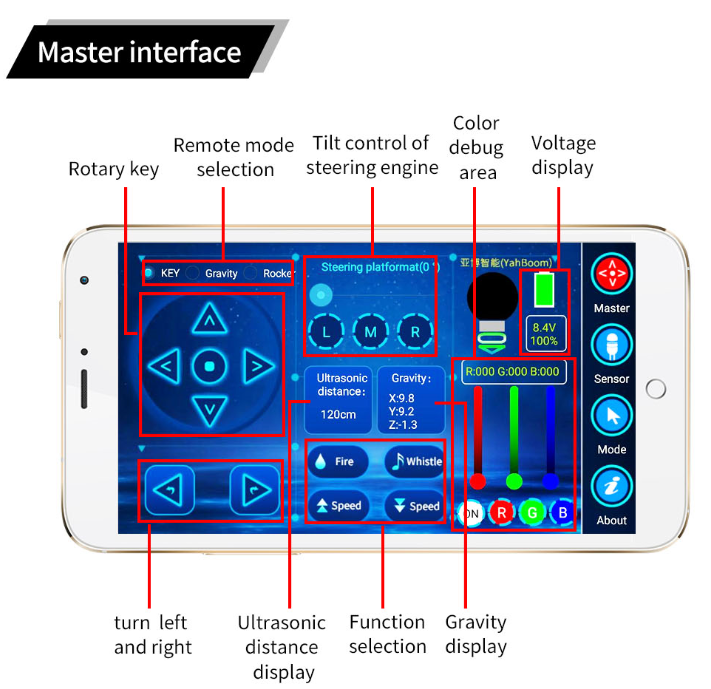 Master interface
Rotary key
Remote mode
selection
Tilt control of
steering engine
Color
debug
area
Voltage
display
KEY
Gravity
Rocker
Steering platformat(0 °)
亚博智能(YahBoom)
8.4V
100%
L
M
R
Ultrasonic
distance:
120cm
Gravity:
X:9.8
Y:9.2
Z:-1.3
R:000 G:000 B:000
Fire
Whistle
Speed
Speed
ON
R
G
B
Master
Sensor
Mode
About
turn left
and right
Ultrasonic
distance
display
Function
selection
Gravity
display